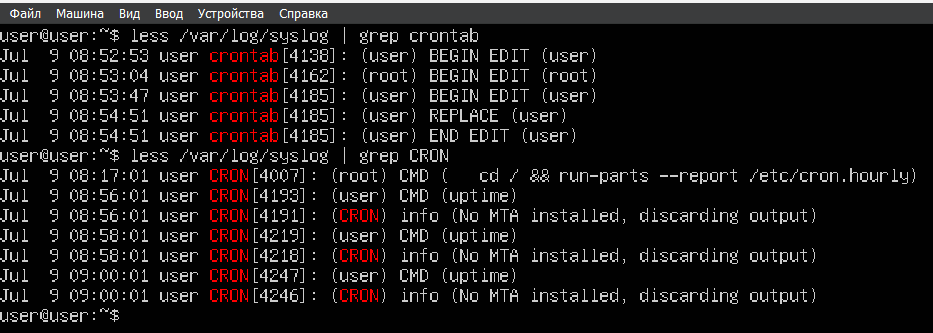 Файл Машина Вид Ввод Устройства Справка
user@user:~$ less /var/log/syslog | grep crontab
Jul  9 08:52:53 user crontab[4138]: (user) BEGIN EDIT (user)
Jul  9 08:53:04 user crontab[4162]: (root) BEGIN EDIT (root)
Jul  9 08:53:47 user crontab[4185]: (user) BEGIN EDIT (user)
Jul  9 08:54:51 user crontab[4185]: (user) REPLACE (user)
Jul  9 08:54:51 user crontab[4185]: (user) END EDIT (user)
user@user:~$ less /var/log/syslog | grep CRON
Jul  9 08:17:01 user CRON[4007]: (root) CMD (   cd / && run-parts --report /etc/cron.hourly)
Jul  9 08:56:01 user CRON[4193]: (user) CMD (uptime)
Jul  9 08:56:01 user CRON[4191]: (CRON) info (No MTA installed, discarding output)
Jul  9 08:58:01 user CRON[4219]: (user) CMD (uptime)
Jul  9 08:58:01 user CRON[4218]: (CRON) info (No MTA installed, discarding output)
Jul  9 09:00:01 user CRON[4247]: (user) CMD (uptime)
Jul  9 09:00:01 user CRON[4246]: (CRON) info (No MTA installed, discarding output)
user@user:~$